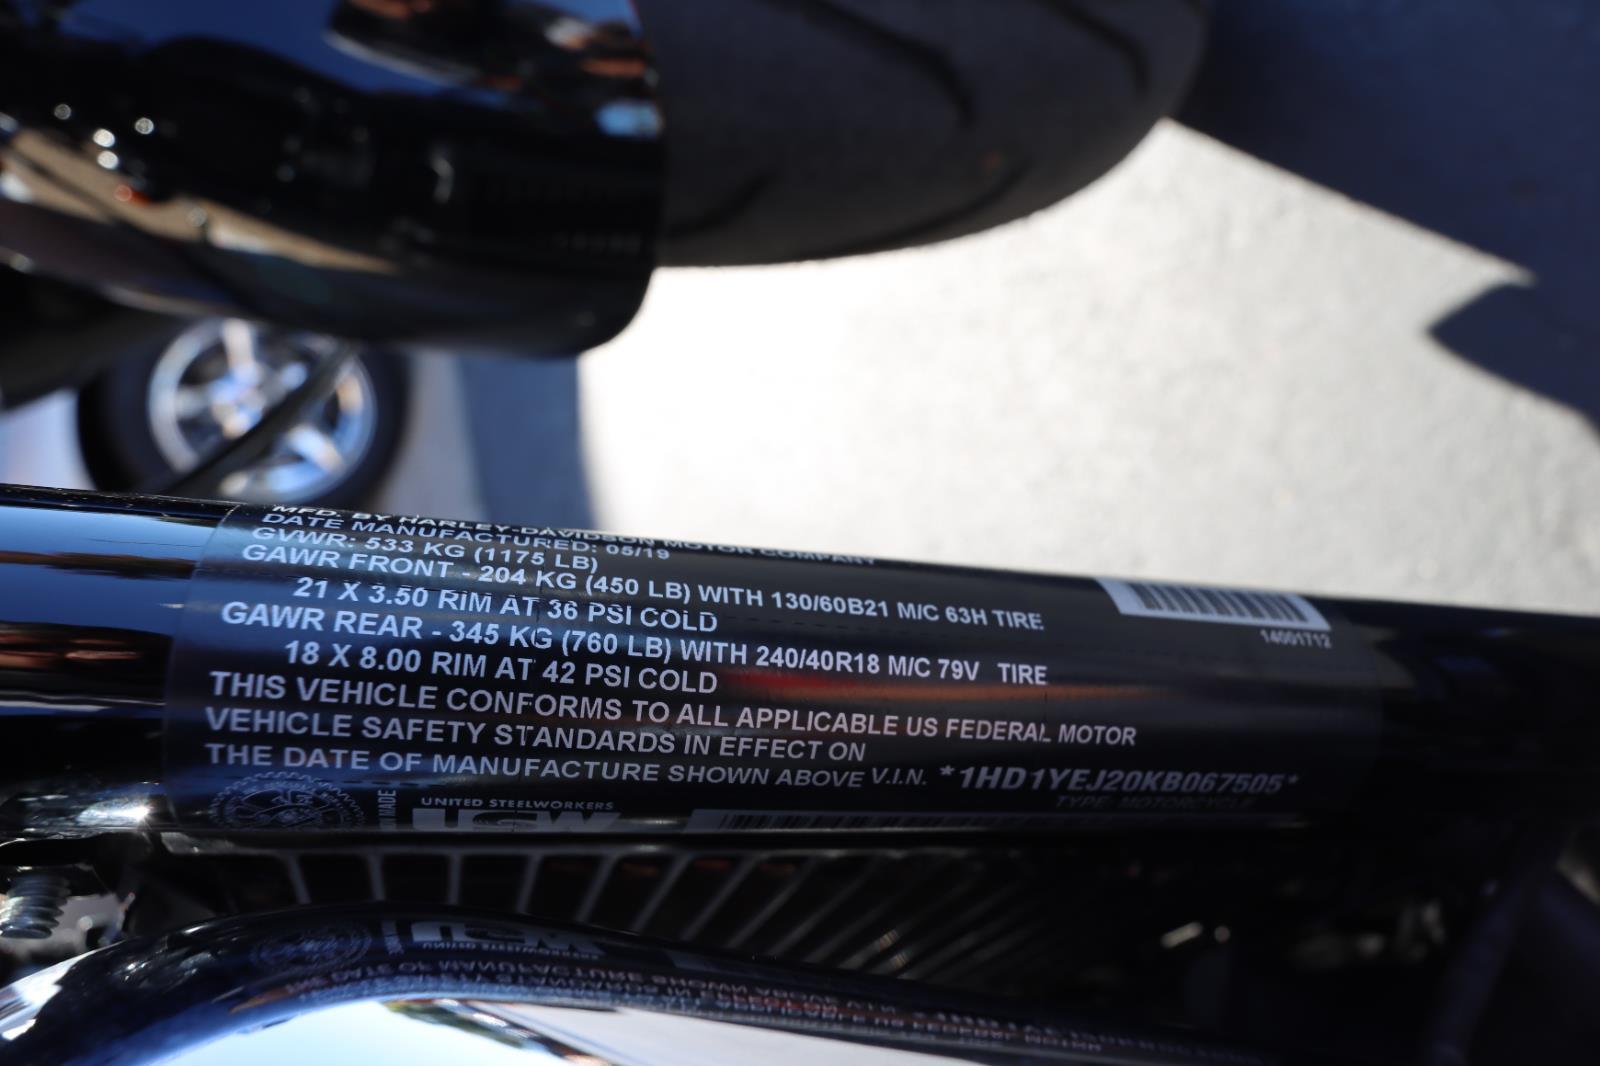 MFD. BY HARLEY-DAVIDSON MOTOR COMPANY
DATE MANUFACTURED: 05/19
GVWR: 533 KG (1175 LB)
GAWR FRONT - 204 KG (450 LB) WITH 130/60B21 M/C 63H TIRE
21 X 3.50 RIM AT 36 PSI COLD
GAWR REAR - 345 KG (760 LB) WITH 240/40R18 M/C 79V TIRE
18 X 8.00 RIM AT 42 PSI COLD
THIS VEHICLE CONFORMS TO ALL APPLICABLE US FEDERAL MOTOR
VEHICLE SAFETY STANDARDS IN EFFECT ON
THE DATE OF MANUFACTURE SHOWN ABOVE V.I.N. *1HD1YEJ20KB067505*
TYPE: MOTORCYCLE
14001712
MADE
UNITED STEELWORKERS
USW